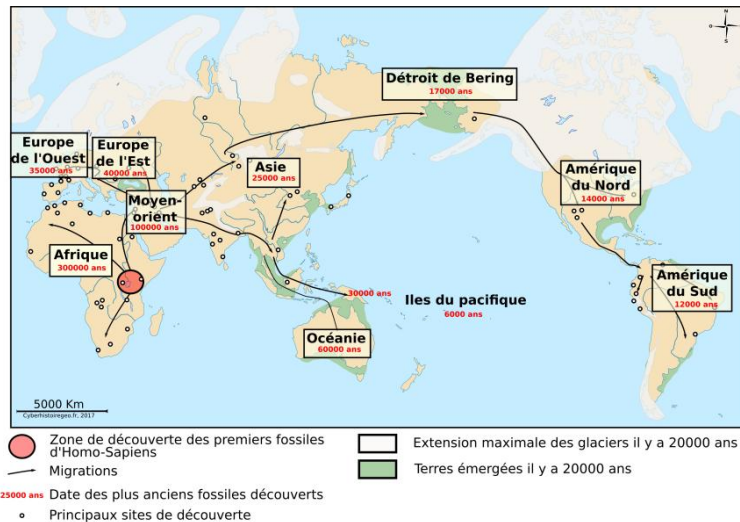 N
S
Détroit de Bering
17000 ans
Europe
de l'Ouest
35000 ans
Europe
de l'Est
40000 ans
Asie
25000 ans
Amérique
du Nord
14000 ans
Moyen-
orient
100000 ans
Afrique
300000 ans
30000 ans
Iles du pacifique
6000 ans
Amérique
du Sud
12000 ans
Océanie
60000 ans
5000 Km
Cyberhistoiregeo.fr, 2017
Zone de découverte des premiers fossiles
d'Homo-Sapiens
Migrations
25000 ans Date des plus anciens fossiles découverts
Principaux sites de découverte
Extension maximale des glaciers il y a 20000 ans
Terres émergées il y a 20000 ans